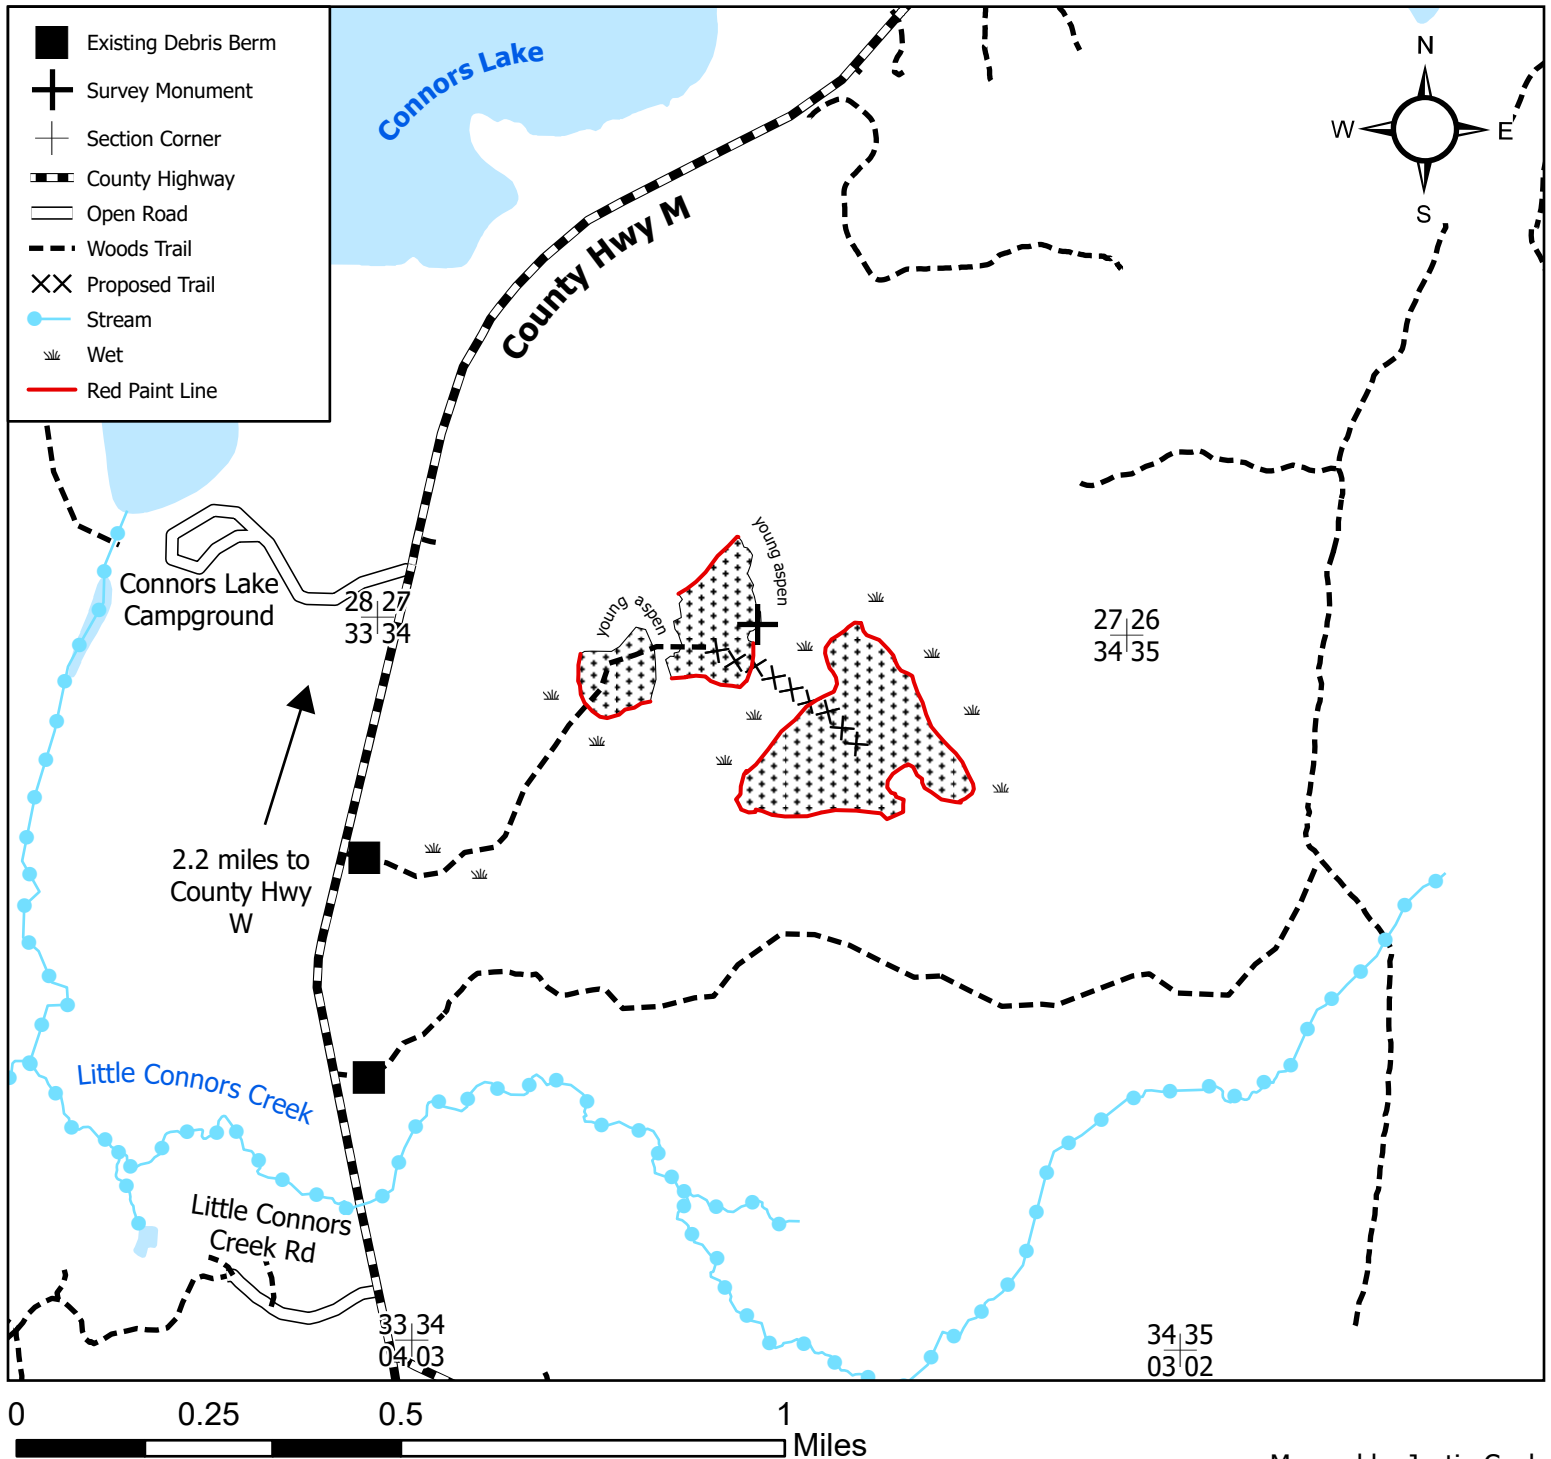 Existing Debris Berm
Survey Monument
Section Corner
County Highway
Open Road
Woods Trail
Proposed Trail
Stream
Wet
Red Paint Line
Connors Lake
County Hwy M
N
W E
S
young aspen
young aspen
Connors Lake
Campground
28 27
33 34
27 26
34 35
2.2 miles to
County Hwy
W
Little Connors Creek
Little Connors
Creek Rd
33 34
04 03
34 35
03 02
0 0.25 0.5 1
Miles